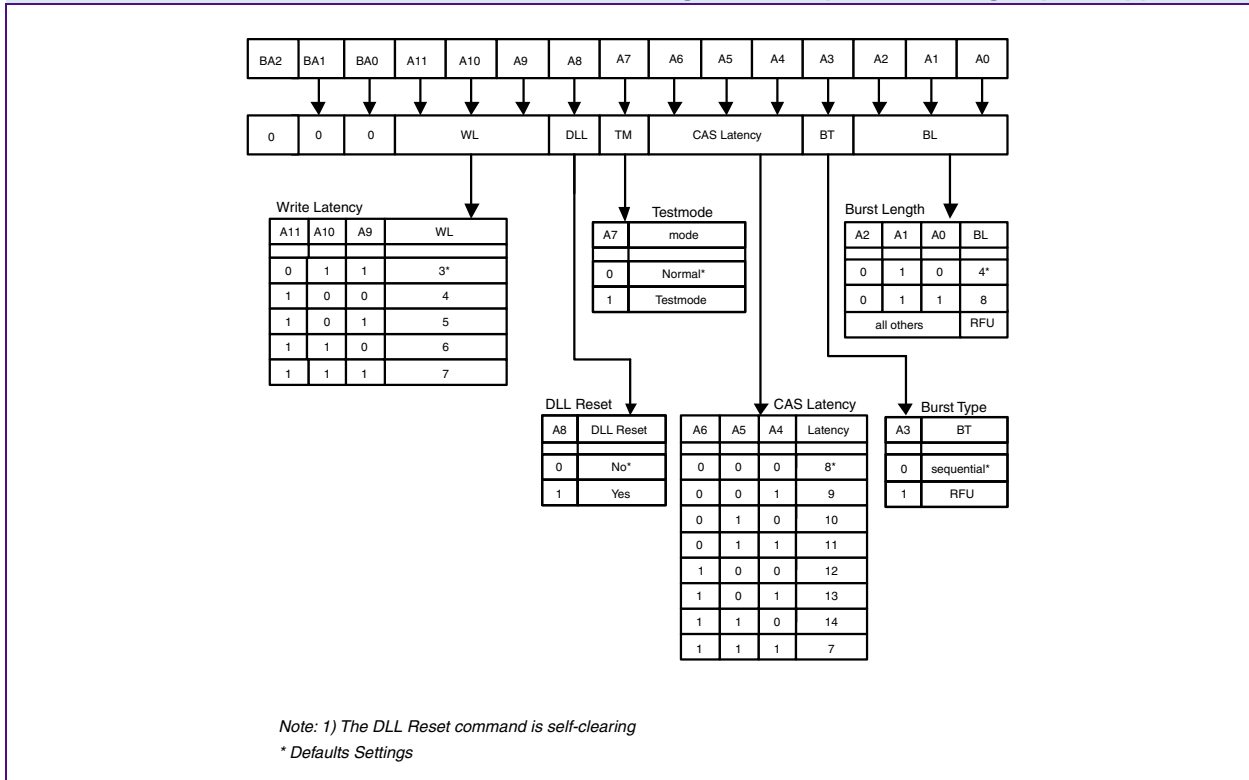 BA2 BA1 BA0 A11 A10 A9 A8 A7 A6 A5 A4 A3 A2 A1 A0
0 0 0 WL DLL TM CAS Latency BT BL
Write Latency
A11 A10 A9 WL
0 1 1 3*
1 0 0 4
1 0 1 5
1 1 0 6
1 1 1 7
Testmode
A7 mode
0 Normal*
1 Testmode
Burst Length
A2 A1 A0 BL
0 1 0 4*
0 1 1 8
all others RFU
DLL Reset
A8 DLL Reset
0 No*
1 Yes
CAS Latency
A6 A5 A4 Latency
0 0 0 8*
0 0 1 9
0 1 0 10
0 1 1 11
1 0 0 12
1 0 1 13
1 1 0 14
1 1 1 7
Burst Type
A3 BT
0 sequential*
1 RFU
Note: 1) The DLL Reset command is self-clearing
* Defaults Settings